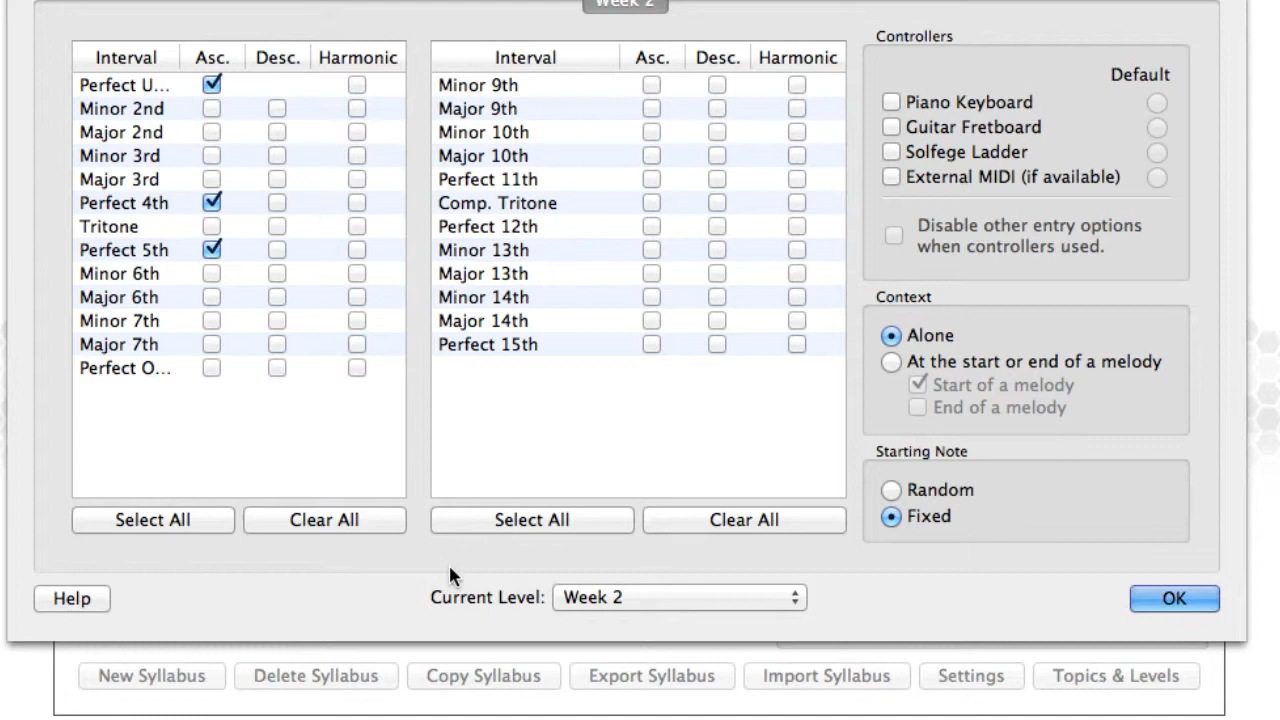 Week 2
Interval Asc. Desc. Harmonic
Perfect U...
Minor 2nd
Major 2nd
Minor 3rd
Major 3rd
Perfect 4th
Tritone
Perfect 5th
Minor 6th
Major 6th
Minor 7th
Major 7th
Perfect O...
Select All Clear All
Interval Asc. Desc. Harmonic
Minor 9th
Major 9th
Minor 10th
Major 10th
Perfect 11th
Comp. Tritone
Perfect 12th
Minor 13th
Major 13th
Minor 14th
Major 14th
Perfect 15th
Select All Clear All
Controllers
Default
Piano Keyboard
Guitar Fretboard
Solfege Ladder
External MIDI (if available)
Disable other entry options
when controllers used.
Context
Alone
At the start or end of a melody
Start of a melody
End of a melody
Starting Note
Random
Fixed
Help Current Level: Week 2 OK
New Syllabus Delete Syllabus Copy Syllabus Export Syllabus Import Syllabus Settings Topics & Levels